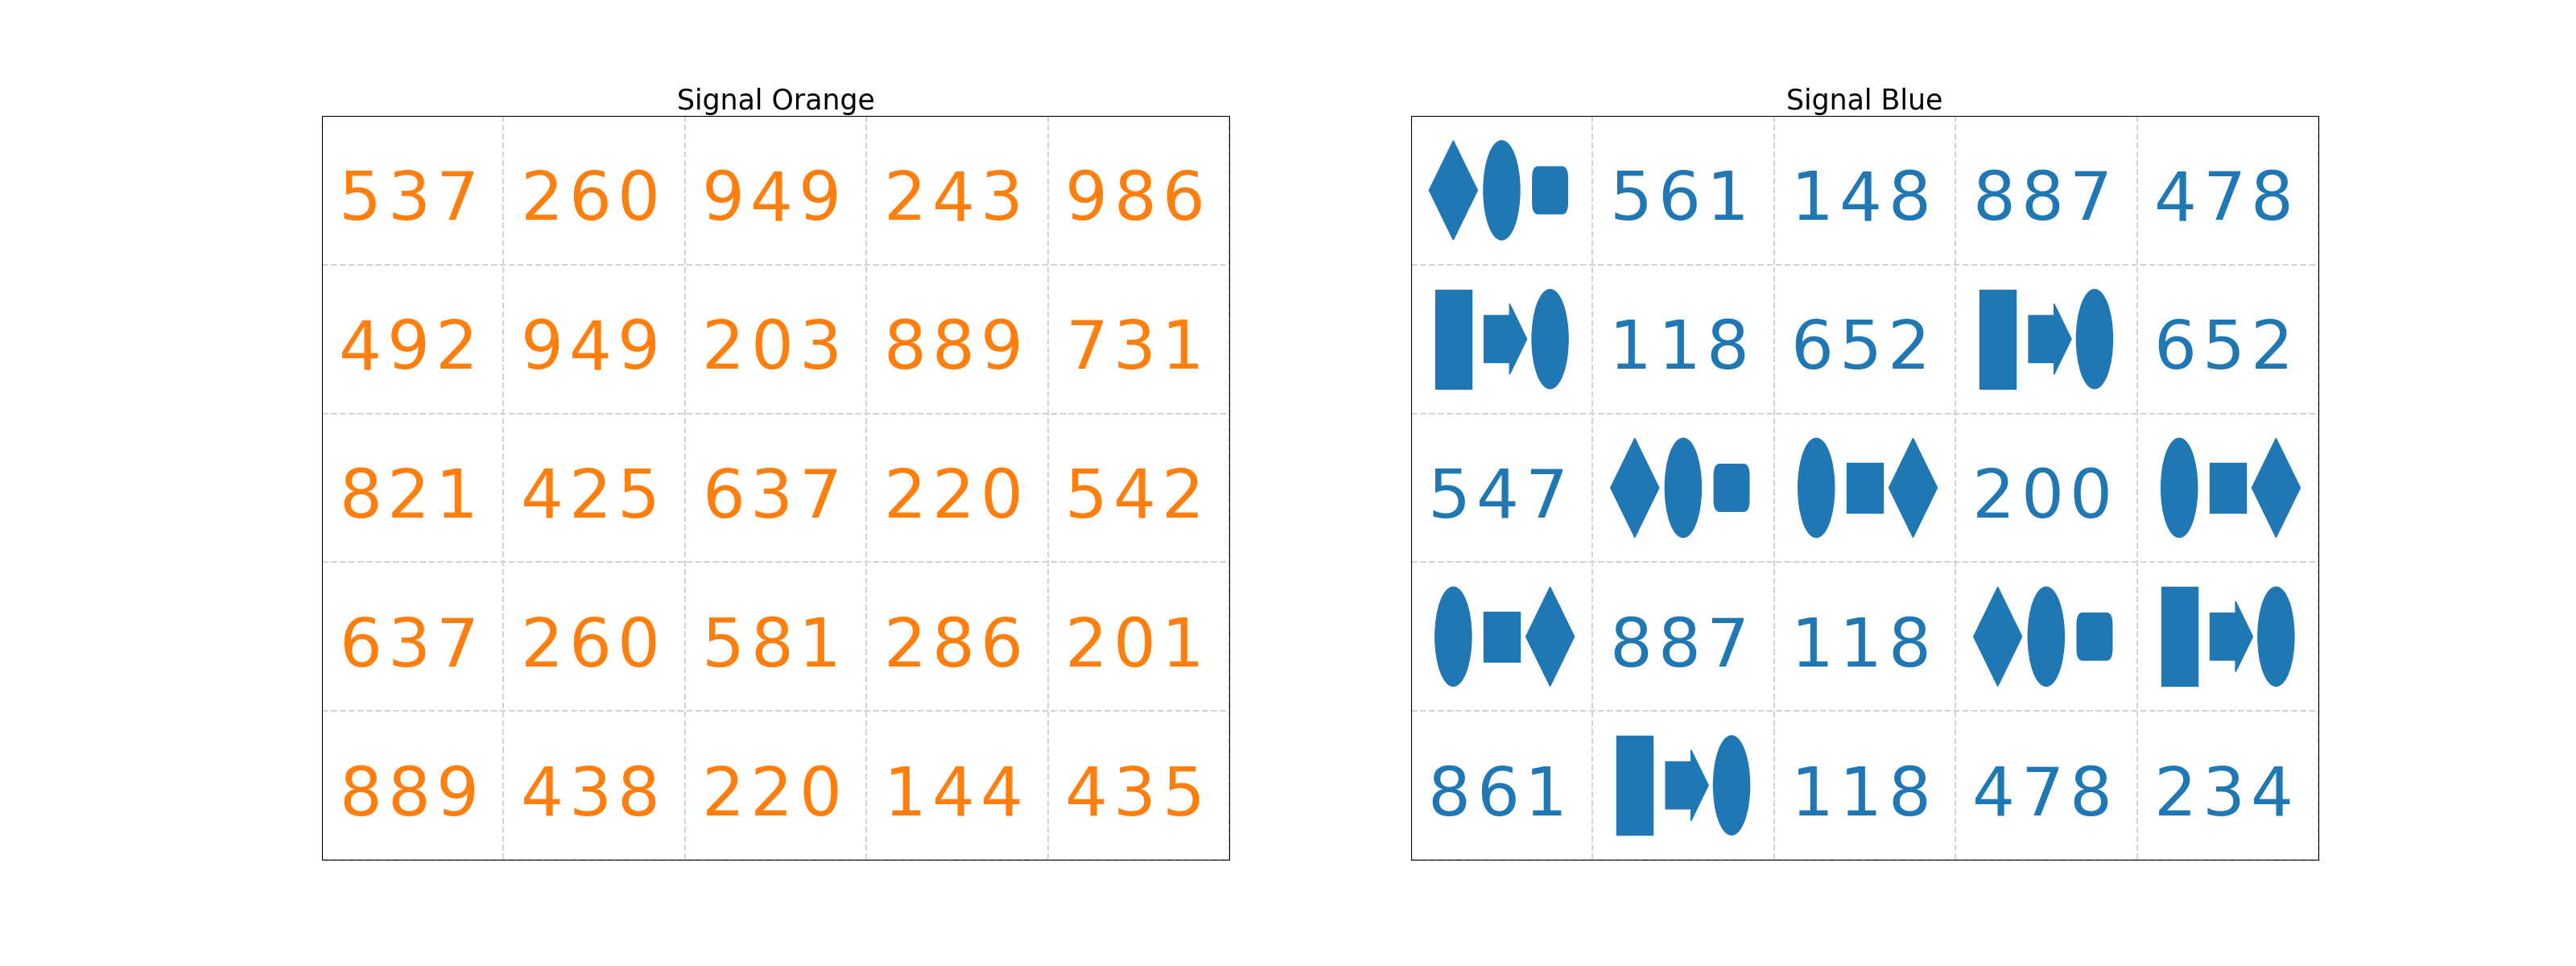 Signal Orange
537 260 949 243 986
492 949 203 889 731
821 425 637 220 542
637 260 581 286 201
889 438 220 144 435
Signal Blue
561 148 887 478
118 652 652
547 200
887 118
861 118 478 234